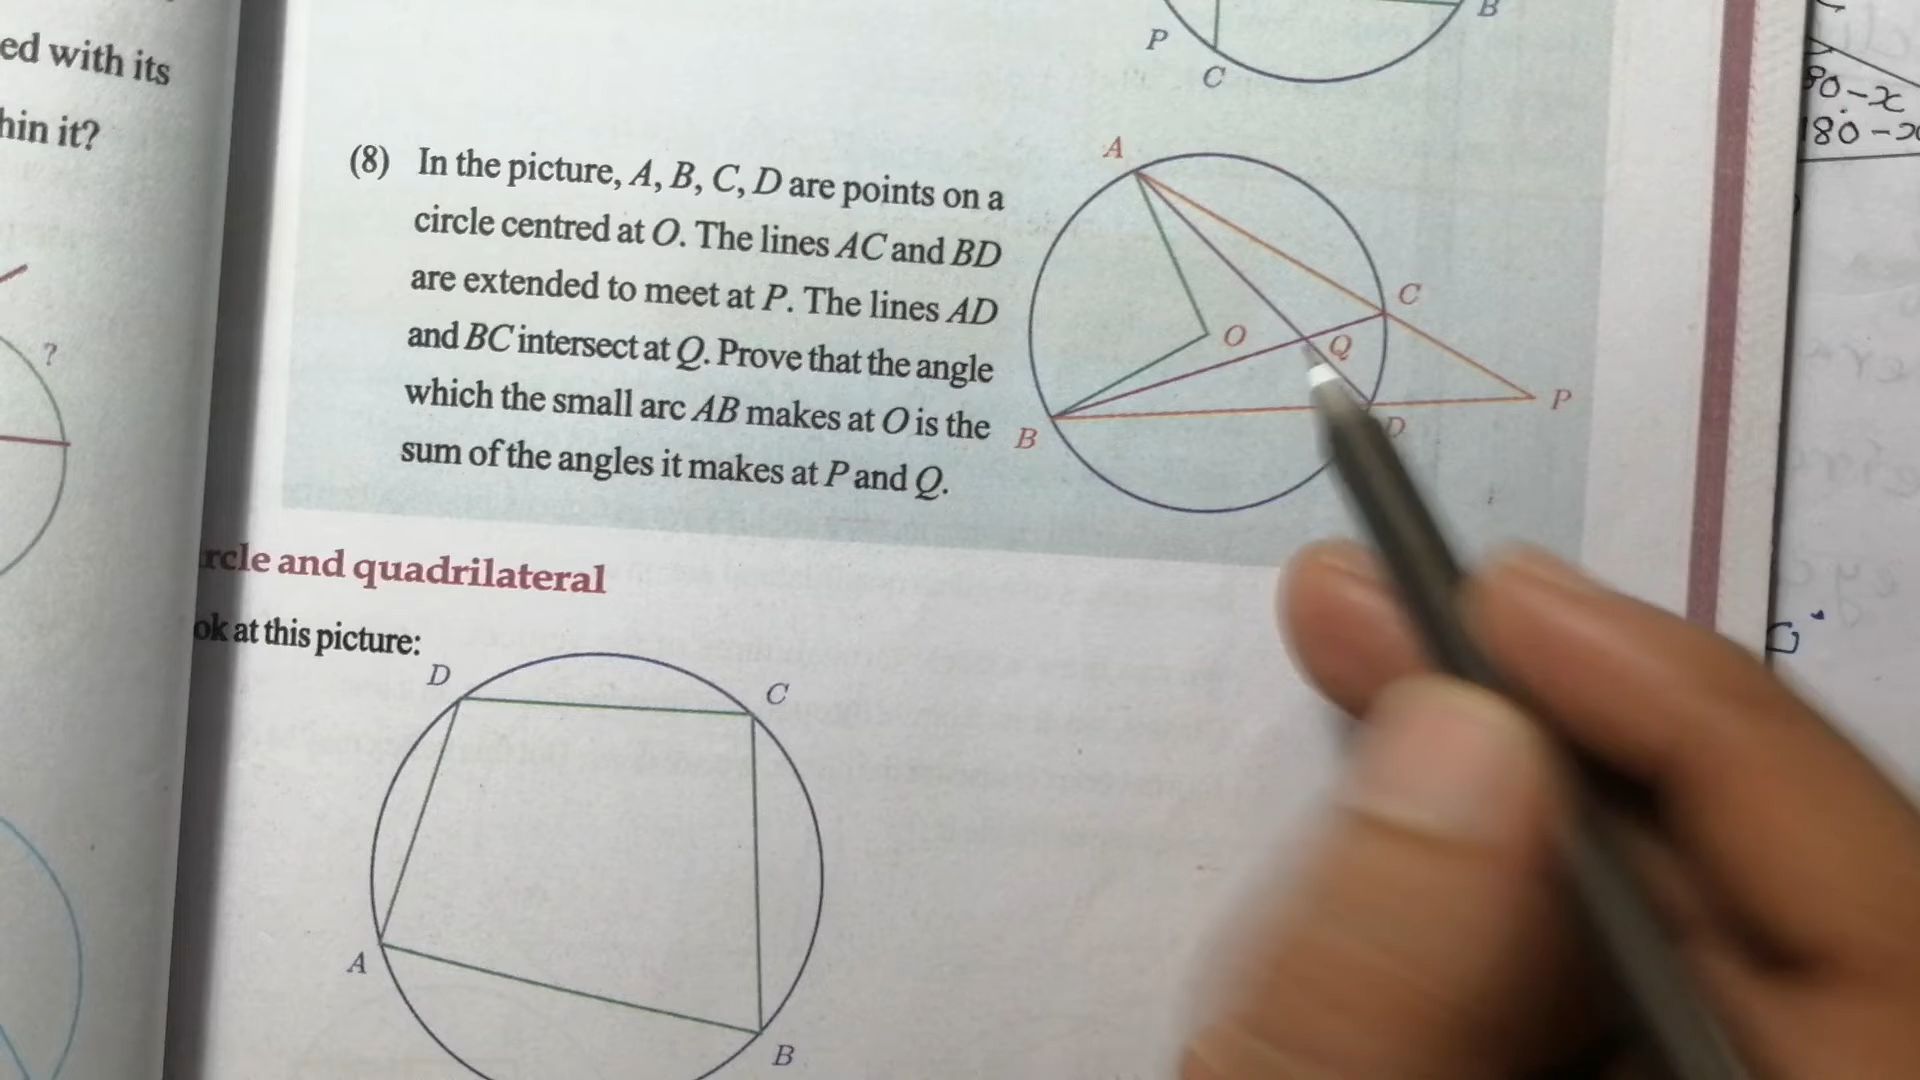 ed with its
hin it?
?
B
P
C
80-x
180-x
(8) In the picture, A, B, C, D are points on a
circle centred at O. The lines AC and BD
are extended to meet at P. The lines AD
and BC intersect at Q. Prove that the angle
which the small arc AB makes at O is the
sum of the angles it makes at P and Q.
A
C
O
Q
P
B
D
rcle and quadrilateral
ok at this picture:
D
C
A
B